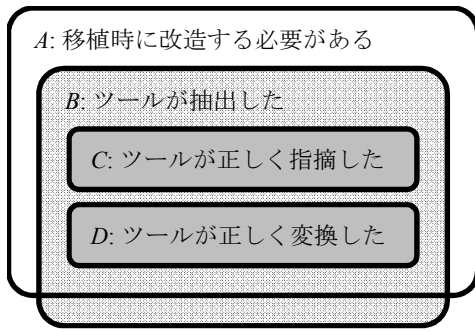 A: 移植時に改造する必要がある
B: ツールが抽出した
C: ツールが正しく指摘した
D: ツールが正しく変換した